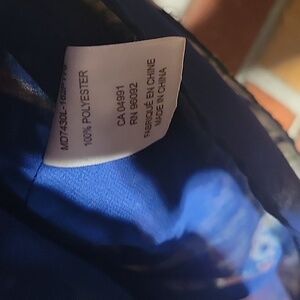 100% POLYESTER
CA 04991
RN 96092
FABRIQUÉ EN CHINE
MADE IN CHINA